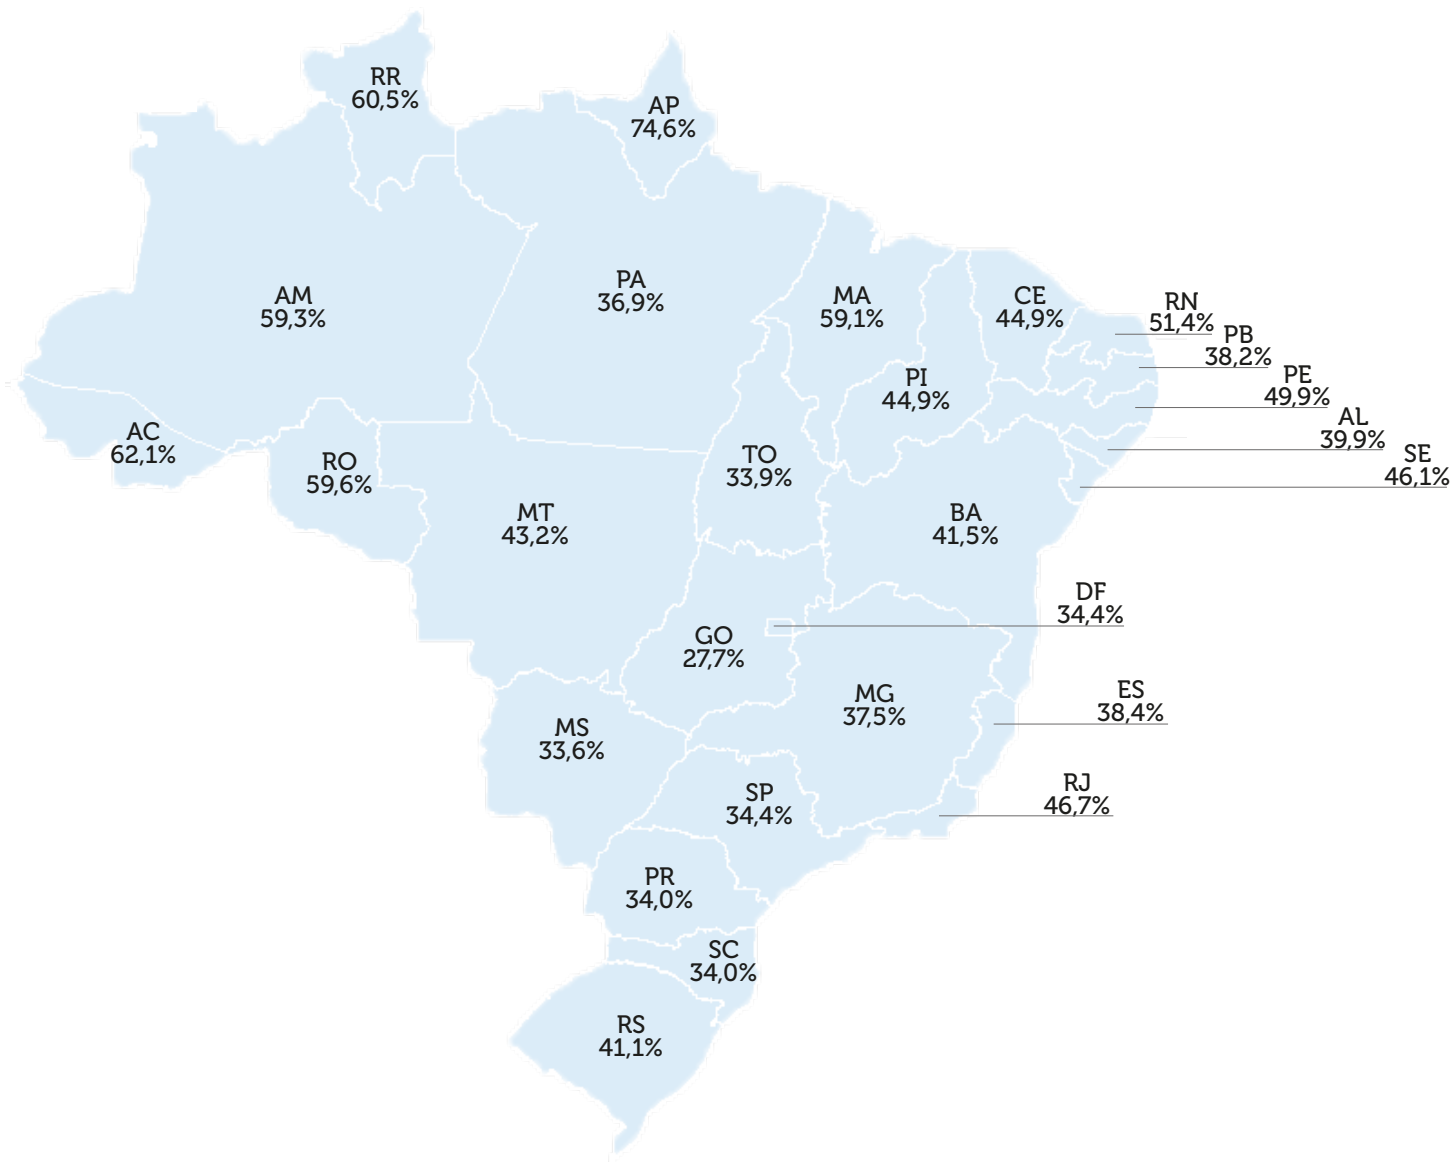 RR
60,5%
AP
74,6%
AM
59,3%
PA
36,9%
MA
59,1%
CE
44,9%
RN
51,4%
PB
38,2%
PE
49,9%
AL
39,9%
SE
46,1%
PI
44,9%
AC
62,1%
RO
59,6%
TO
33,9%
MT
43,2%
BA
41,5%
DF
34,4%
GO
27,7%
MG
37,5%
ES
38,4%
MS
33,6%
SP
34,4%
RJ
46,7%
PR
34,0%
SC
34,0%
RS
41,1%